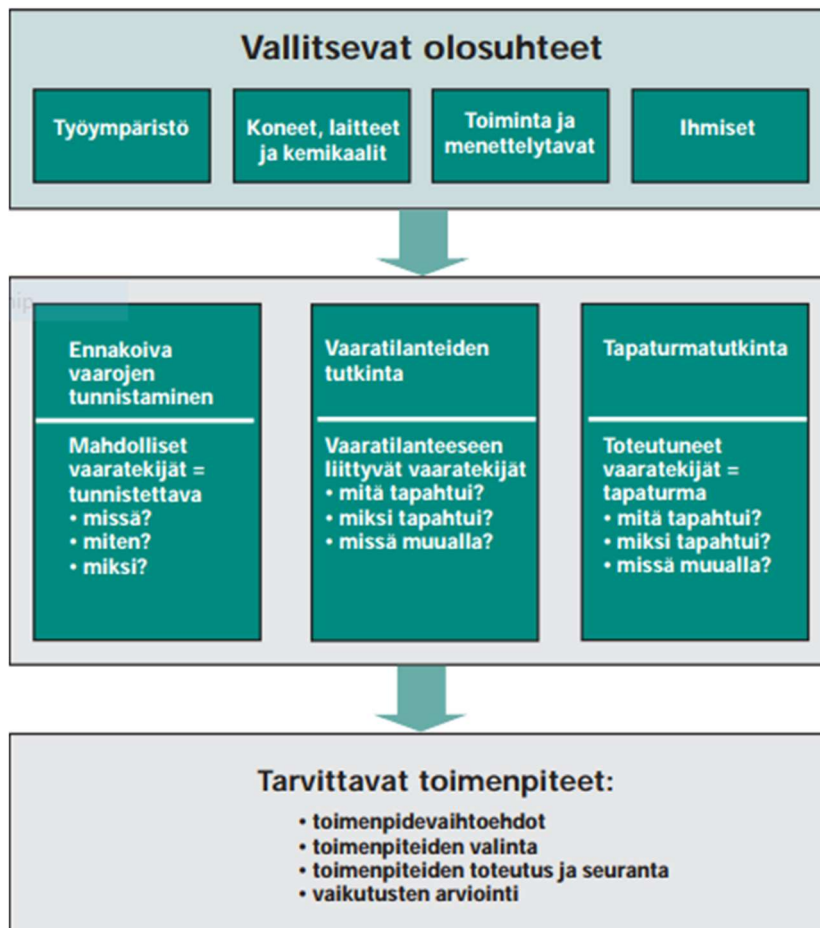 Vallitsevat olosuhteet
Työympäristö
Koneet, laitteet
ja kemikaalit
Toiminta ja
menettelytavat
Ihmiset
Ennakoiva
vaarojen
tunnistaminen
Mahdolliset
vaaratekijät =
tunnistettava
• missä?
• miten?
• miksi?
Vaaratilanteiden
tutkinta
Vaaratilanteeseen
liittyvät vaaratekijät
• mitä tapahtui?
• miksi tapahtui?
• missä muualla?
Tapaturmatutkinta
Toteutuneet
vaaratekijät =
tapaturma
• mitä tapahtui?
• miksi tapahtui?
• missä muualla?
Tarvittavat toimenpiteet:
• toimenpidevaihtoehdot
• toimenpiteiden valinta
• toimenpiteiden toteutus ja seuranta
• vaikutusten arviointi